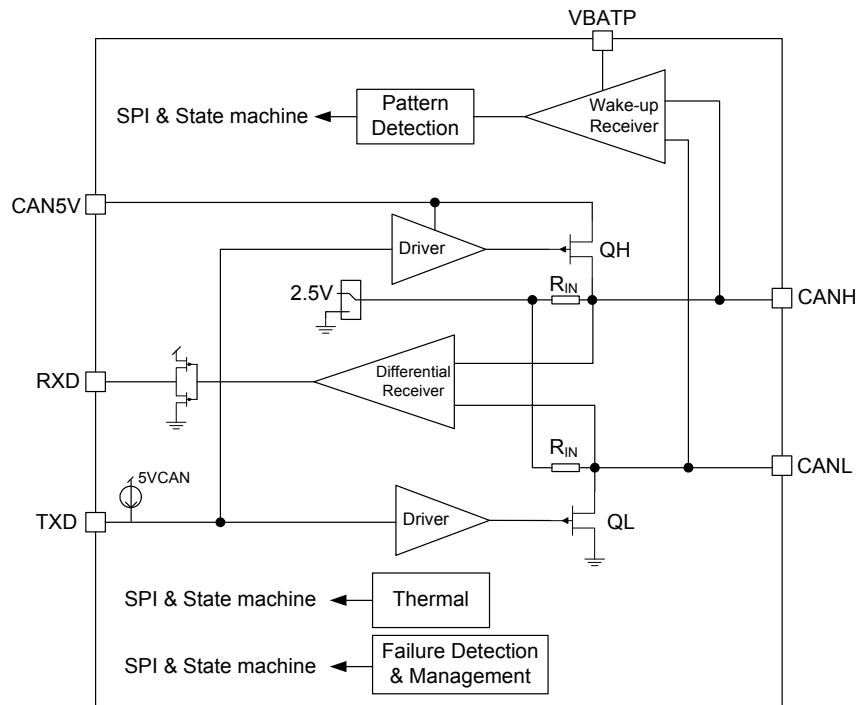 VBATP
SPI & State machine
Pattern
Detection
Wake-up
Receiver
CAN5V
Driver
QH
2.5V
RIN
CANH
RXD
Differential
Receiver
RIN
CANL
5VCAN
TXD
Driver
QL
SPI & State machine
Thermal
SPI & State machine
Failure Detection
& Management